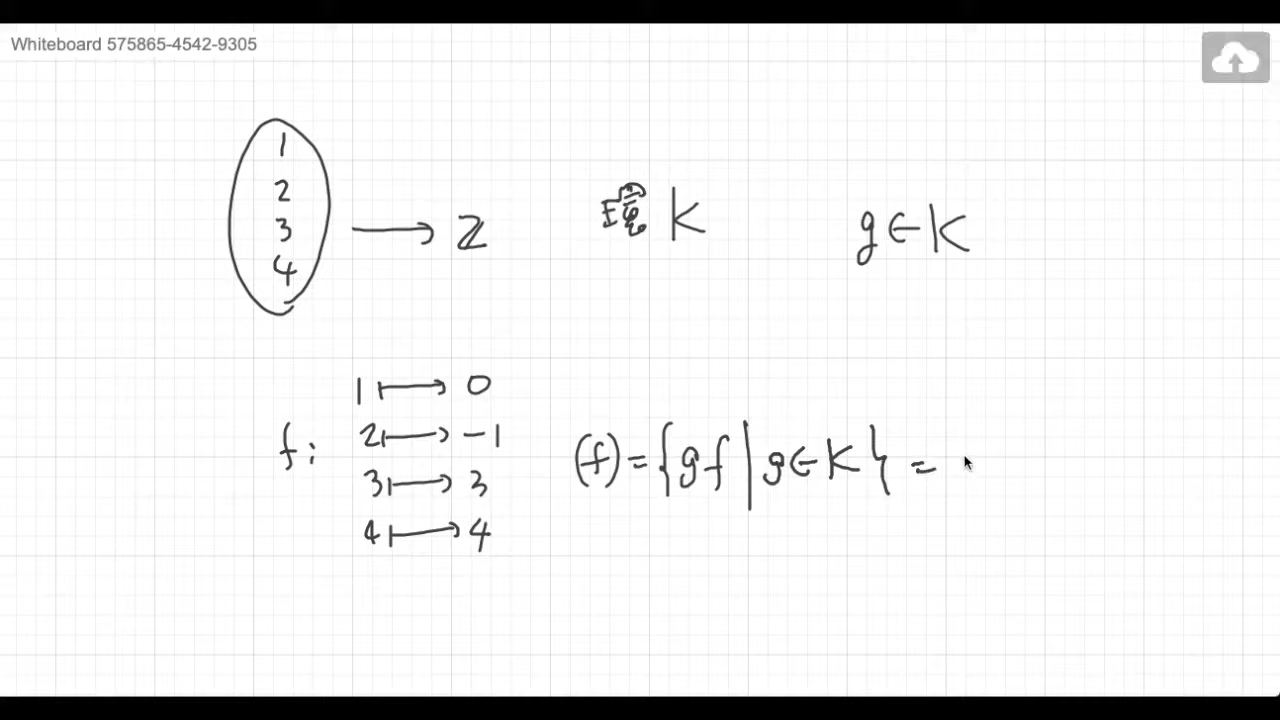 Whiteboard 575865-4542-9305
1
2
3
4
⟶ ℤ
K
g ∈ K
f:
1 ↦ 0
2 ↦ -1
3 ↦ 3
4 ↦ 4
(f) = {gf | g ∈ K} =